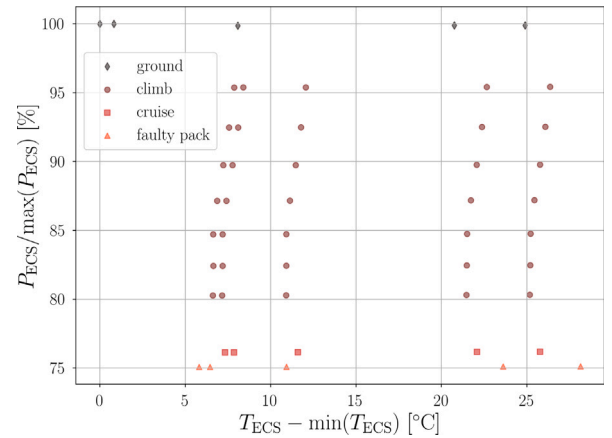 100
95
90
85
80
75
P_ECS/max(P_ECS) [%]
ground
climb
cruise
faulty pack
0 5 10 15 20 25
T_ECS − min(T_ECS) [°C]